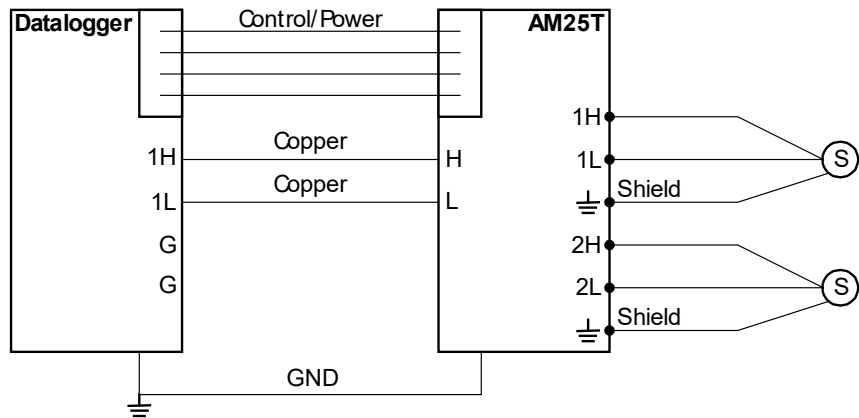 Datalogger
Control/Power
AM25T
1H
Copper
H
1H
1L
Copper
L
1L
S
Shield
G
2H
G
2L
S
Shield
GND